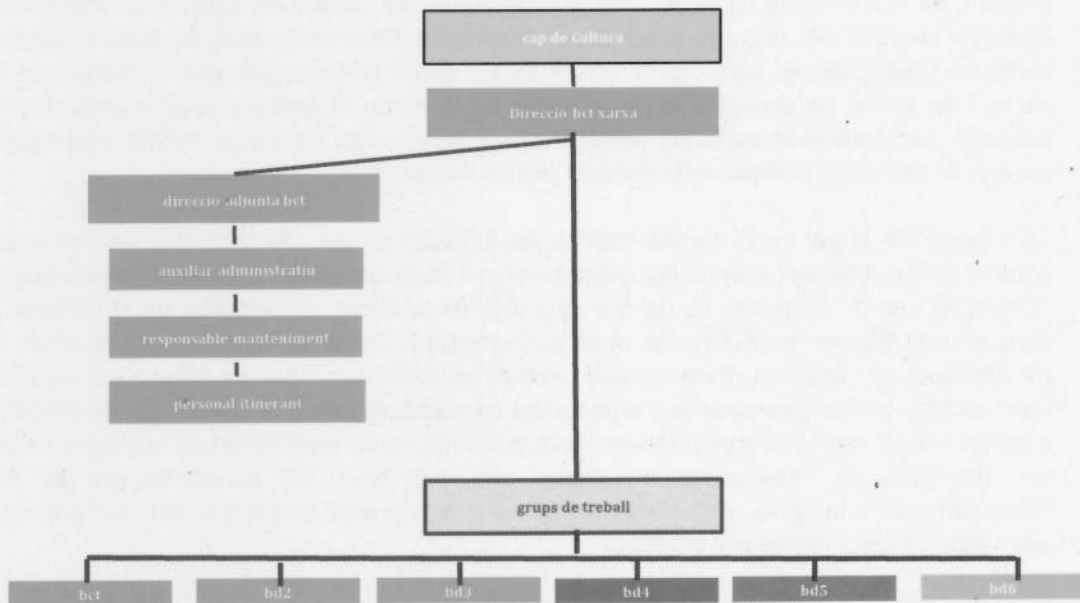 cap de Cultura
Direcció bct xarxa
direcció adjunta bct
auxiliar administratiu
responsable manteniment
personal itinerant
grups de treball
bct
bd2
bd3
bd4
bd5
bd6